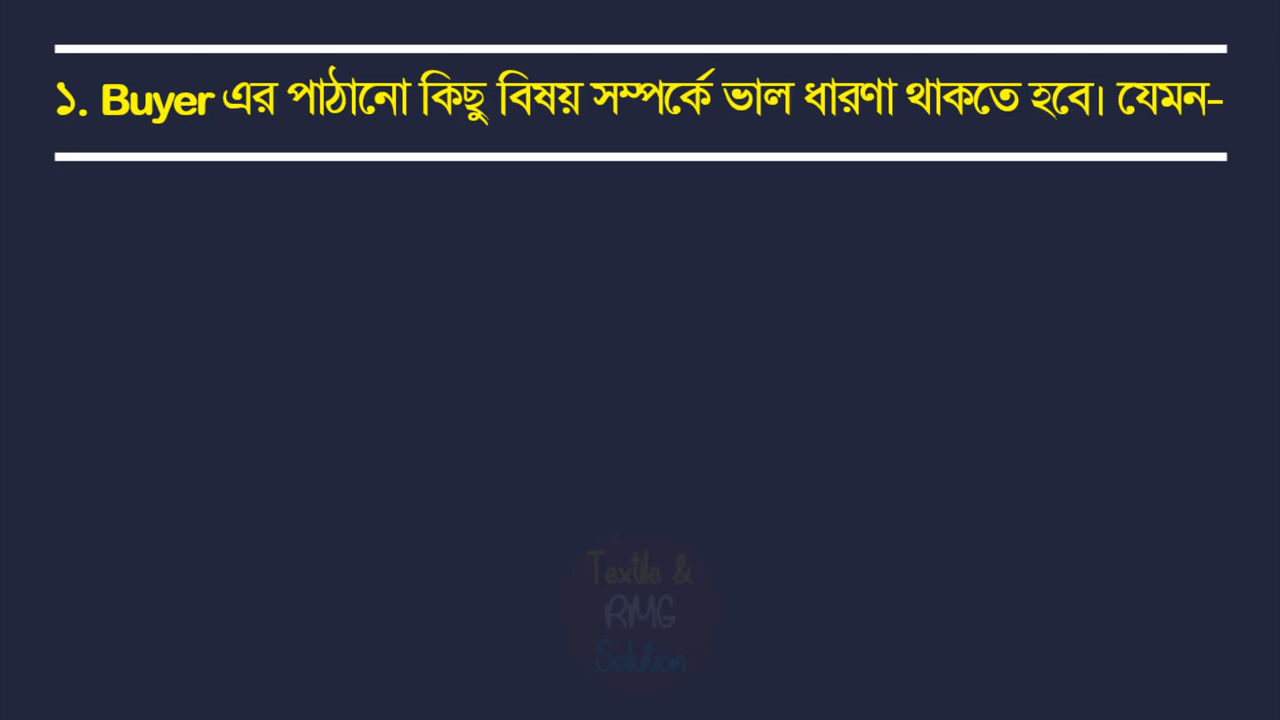 ১. Buyer এর পাঠানো কিছু বিষয় সম্পর্কে ভাল ধারণা থাকতে হবে। যেমন-
Textile &
RMG
Solution